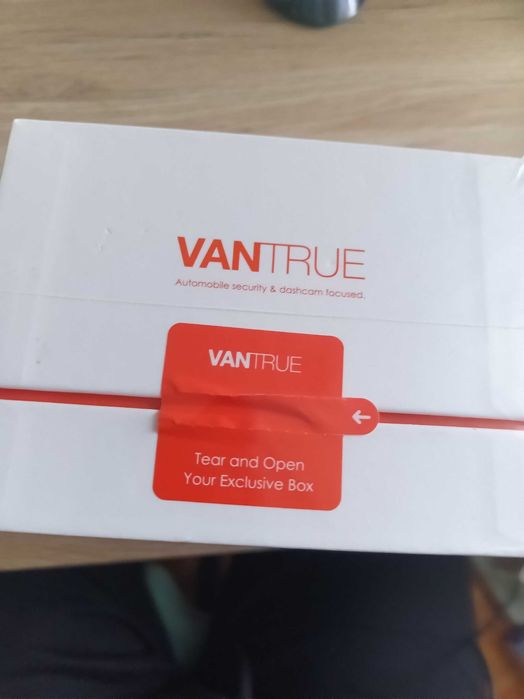 VANTRUE
Automobile security & dashcam focused.
VANTRUE
Tear and Open
Your Exclusive Box